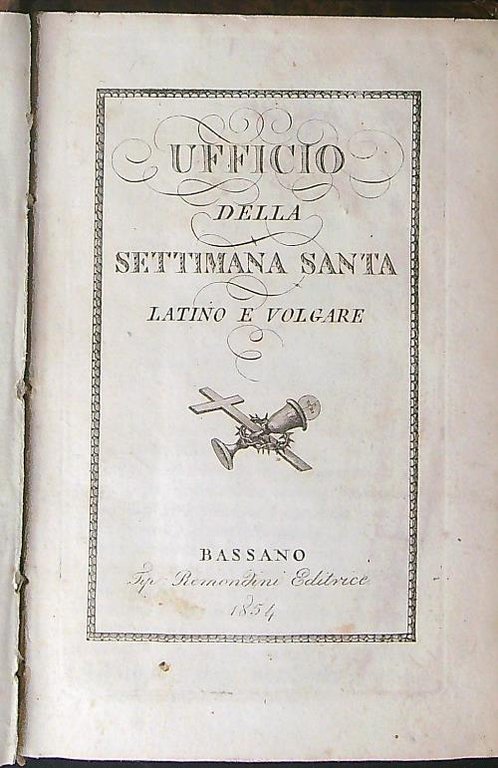 UFFICIO
DELLA
SETTIMANA SANTA
LATINO E VOLGARE
BASSANO
Tip. Remondini Editrice
1854